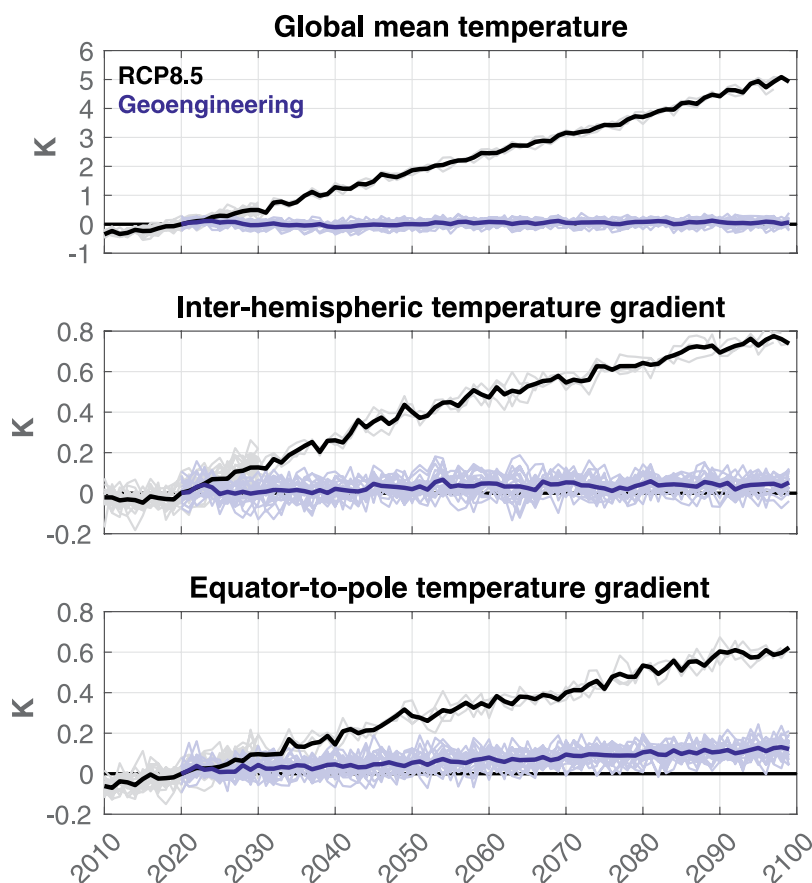 Global mean temperature
6
5
4
3
2
1
0
-1
K
RCP8.5
Geoengineering
Inter-hemispheric temperature gradient
0.8
0.6
0.4
0.2
0
-0.2
K
Equator-to-pole temperature gradient
0.8
0.6
0.4
0.2
0
-0.2
K
2010 2020 2030 2040 2050 2060 2070 2080 2090 2100